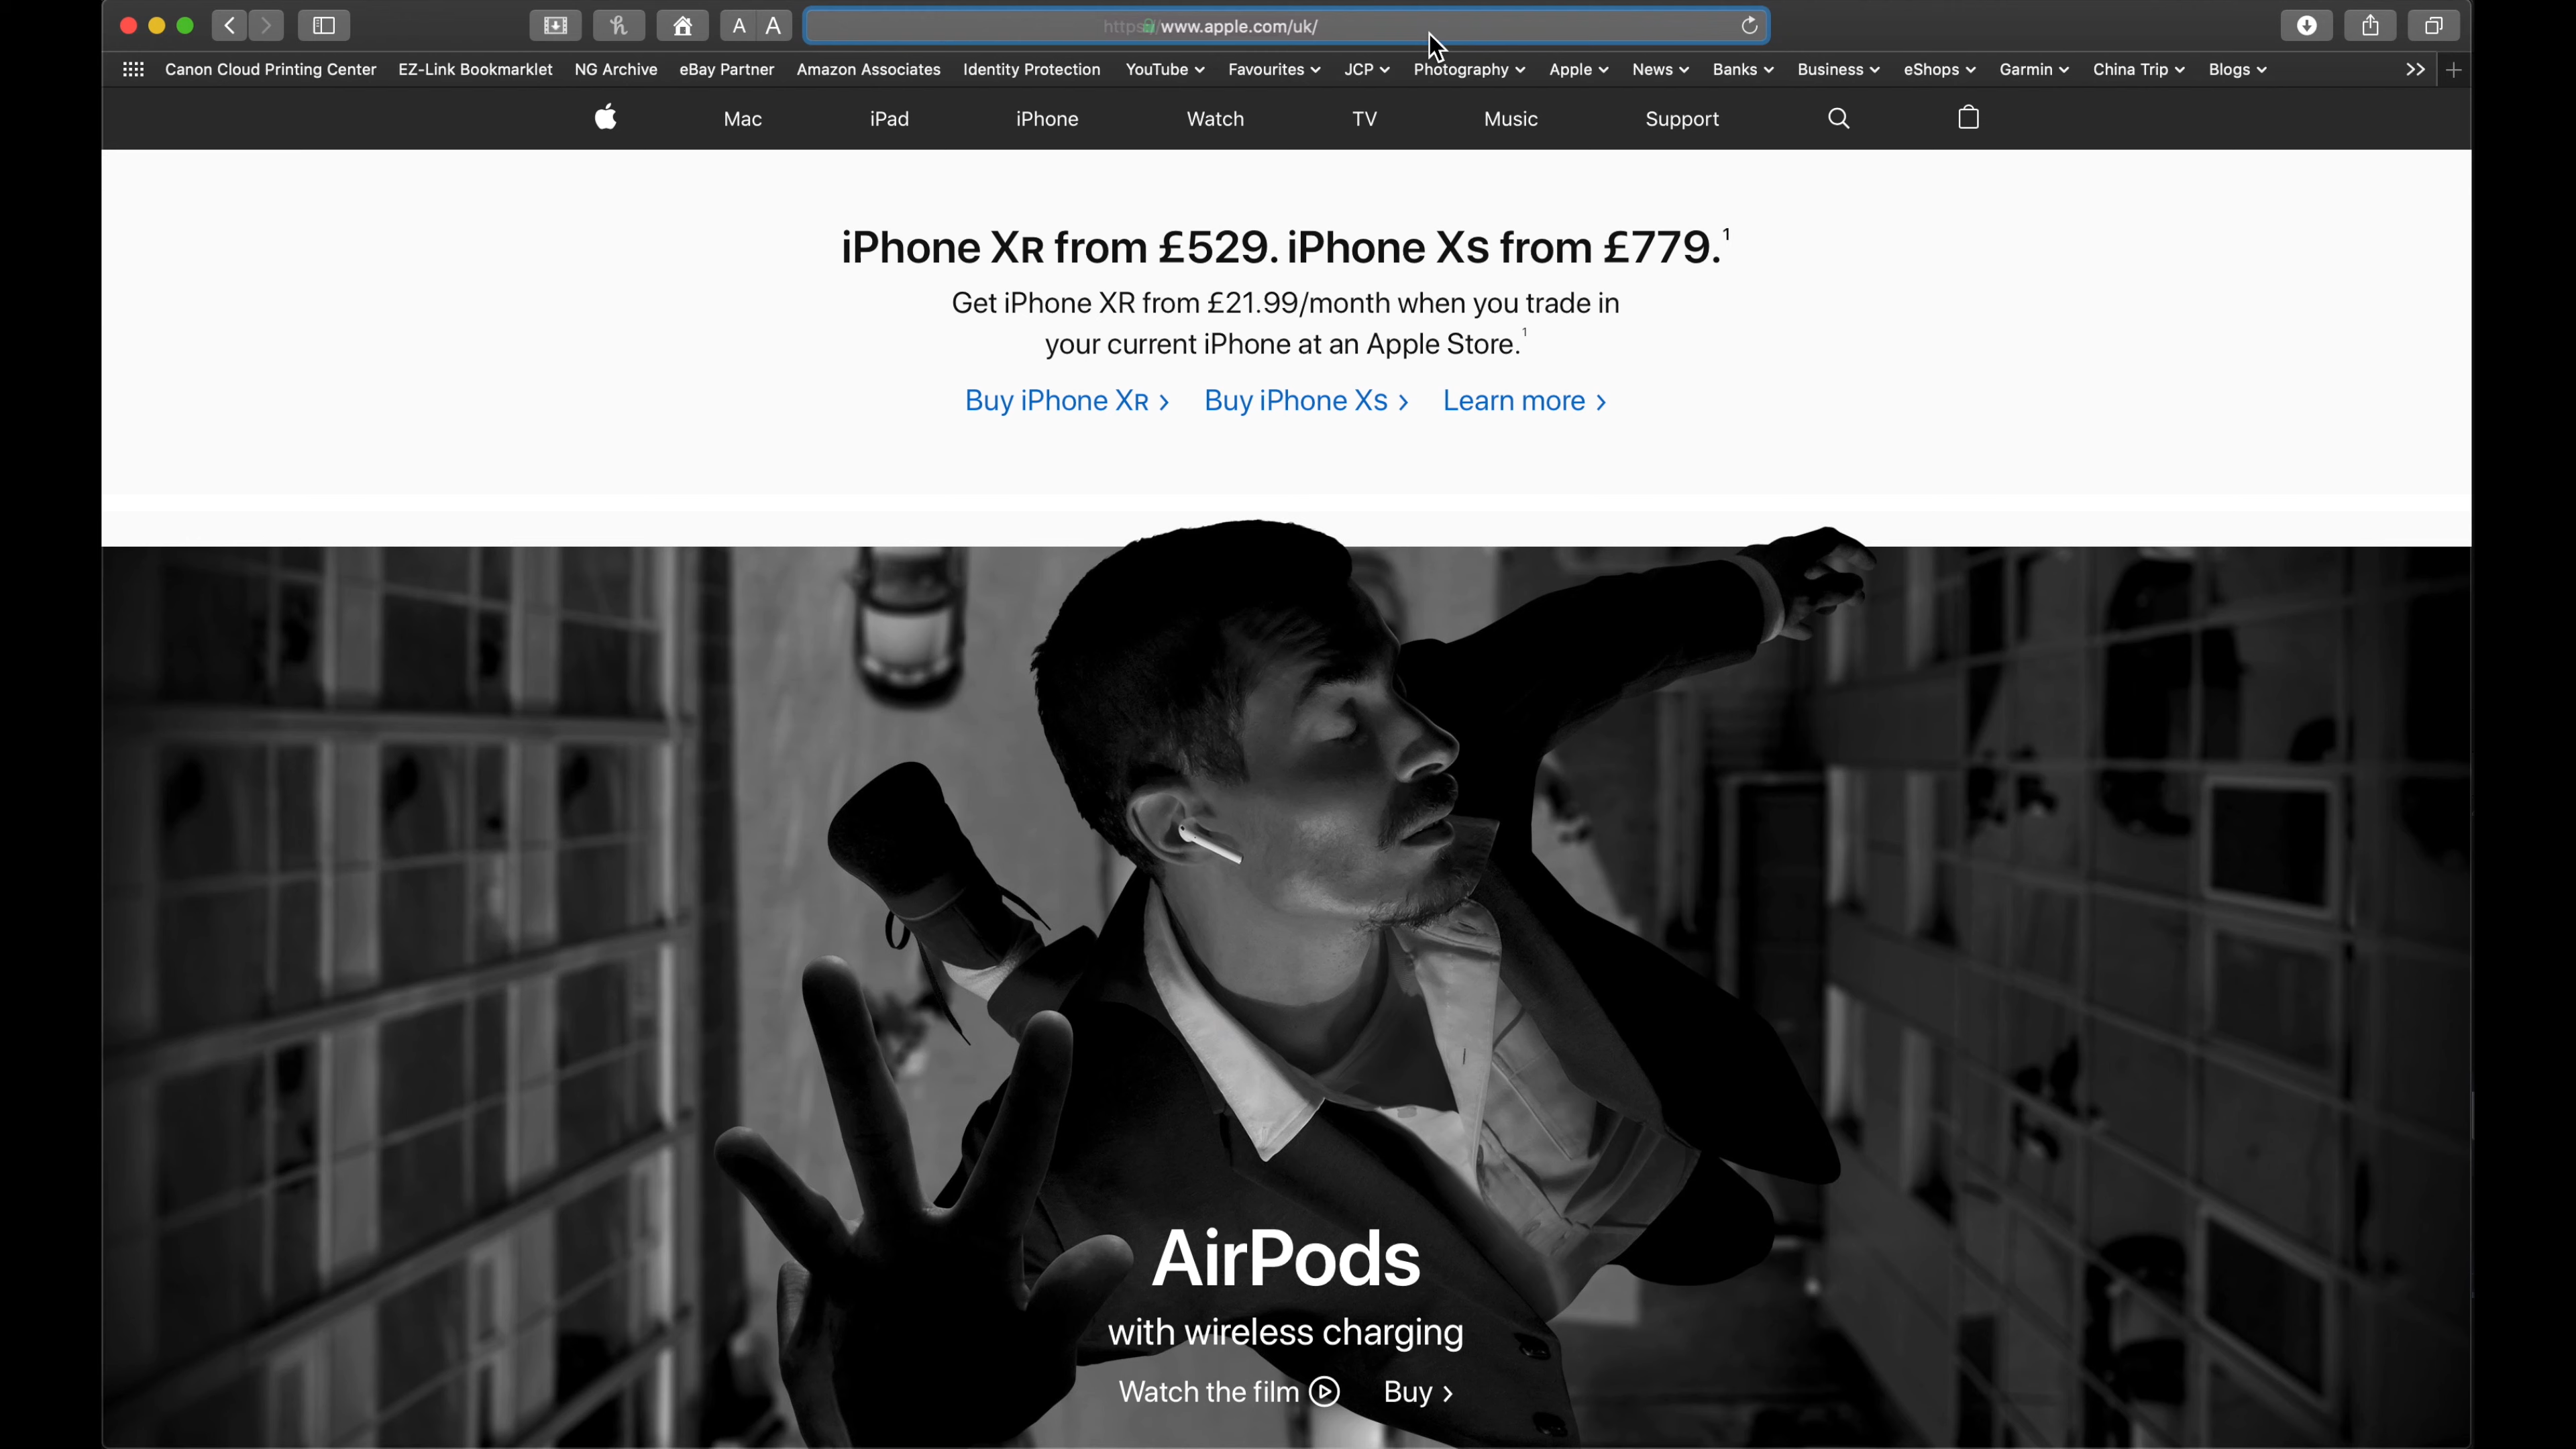 A A https:// www.apple.com/uk/
Canon Cloud Printing Center EZ-Link Bookmarklet NG Archive eBay Partner Amazon Associates Identity Protection YouTube Favourites JCP Photography Apple News Banks Business eShops Garmin China Trip Blogs
Mac iPad iPhone Watch TV Music Support
iPhone XR from £529. iPhone XS from £779.¹
Get iPhone XR from £21.99/month when you trade in
your current iPhone at an Apple Store.¹
Buy iPhone XR > Buy iPhone XS > Learn more >
AirPods
with wireless charging
Watch the film Buy >